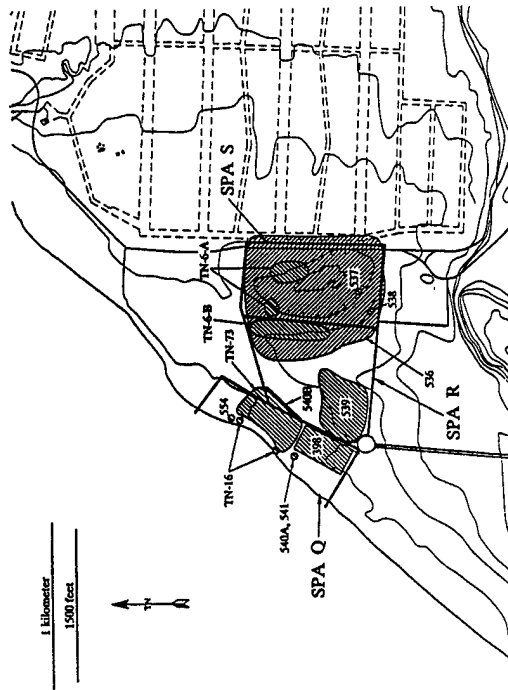 SPA S
TN-6-A
TN-6-B
TN-73
537
538
536
554
540B
539
398
TN-16
540A, 541
SPA R
SPA Q
1 kilometer
1500 feet
TN